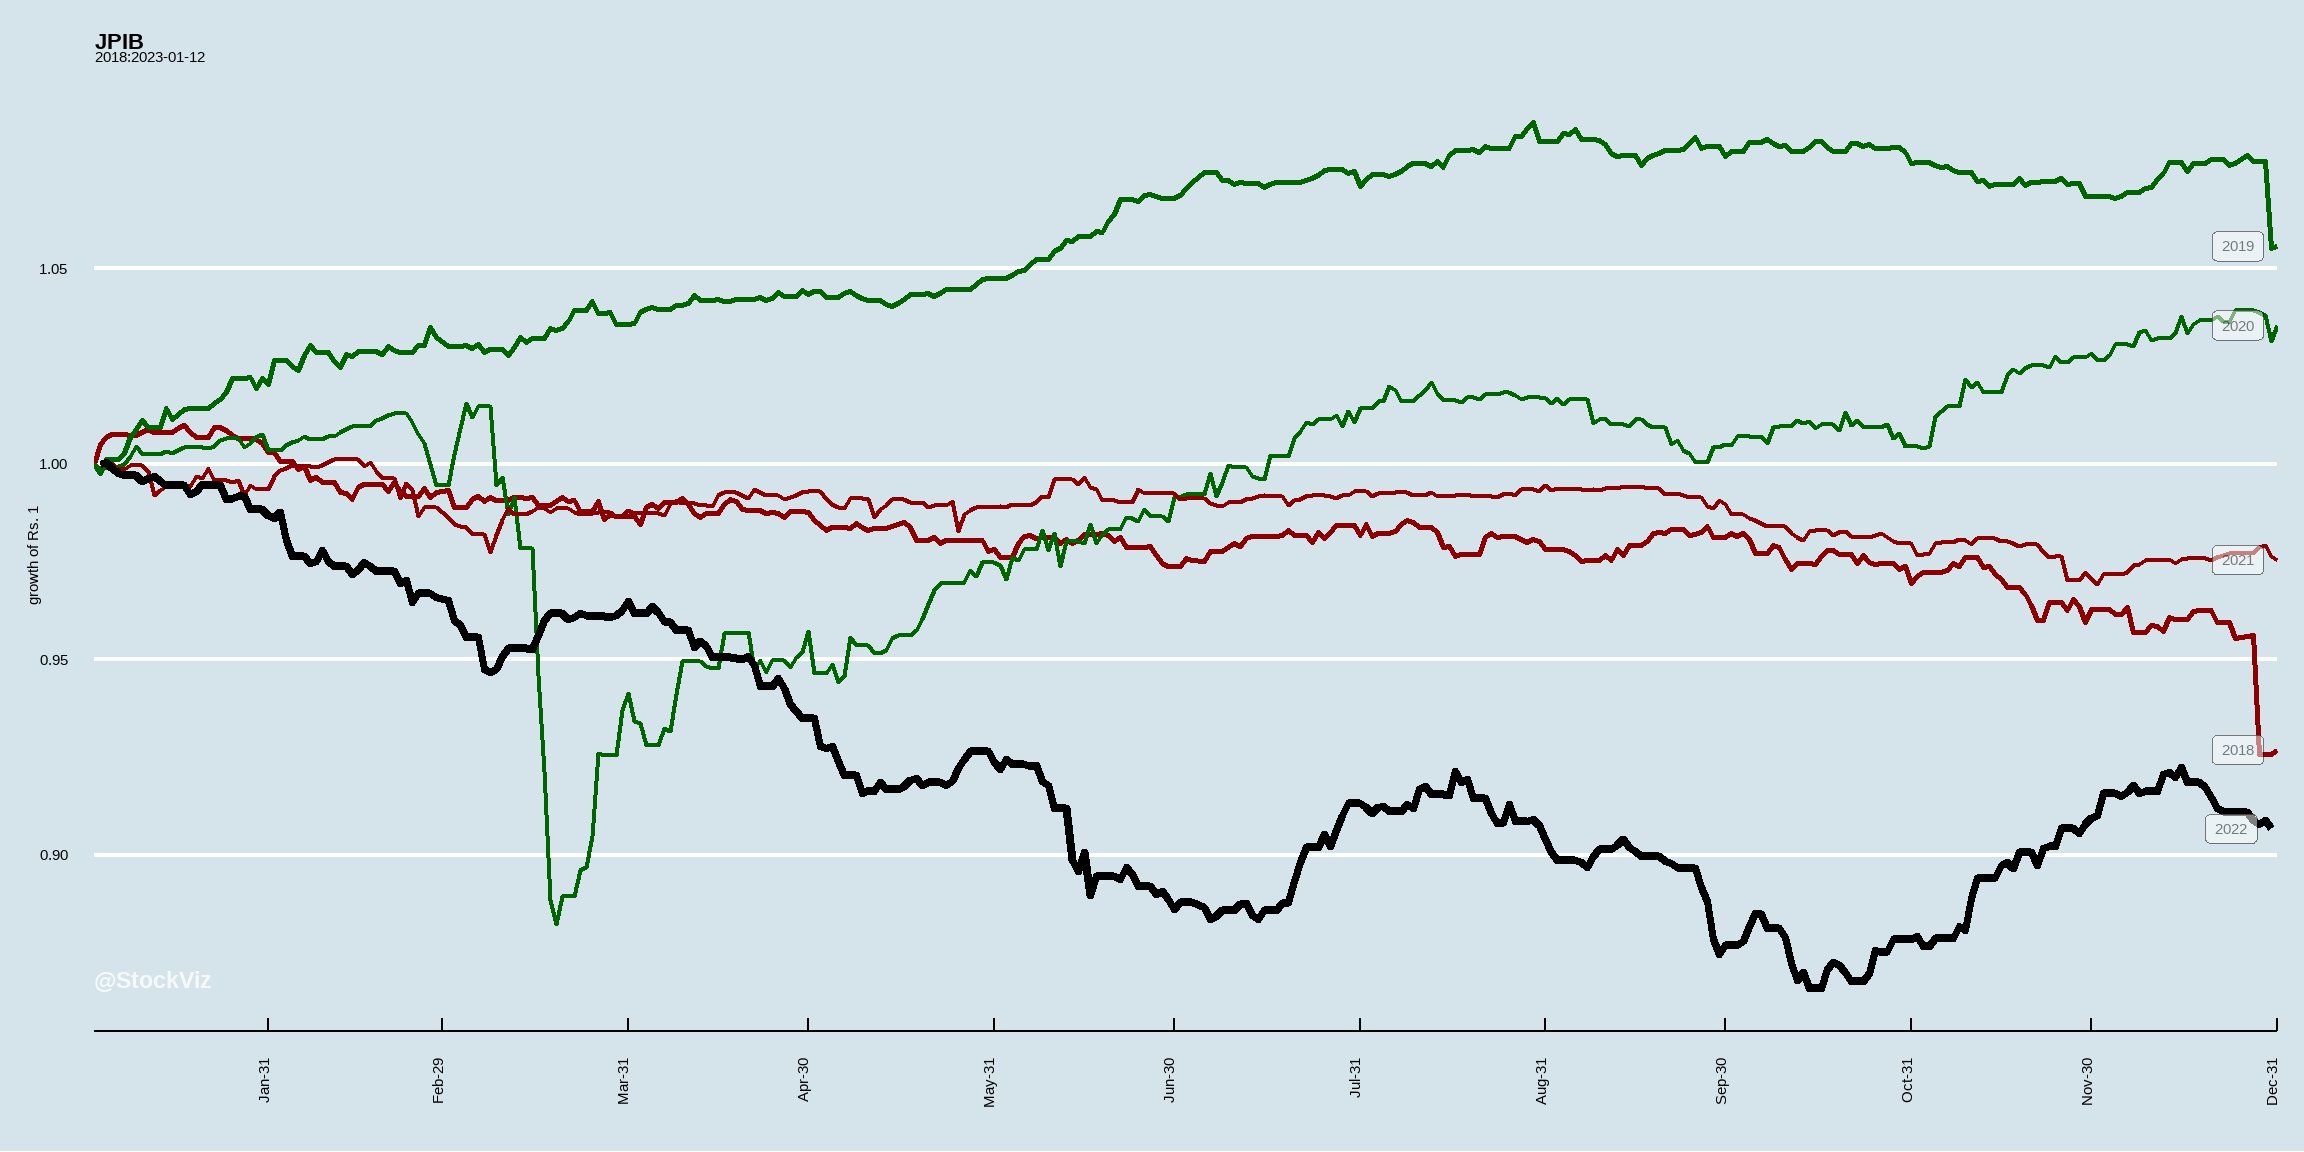 JPIB
2018:2023-01-12
1.05
1.00
0.95
0.90
growth of Rs. 1
2019
2020
2021
2018
2022
@StockViz
Jan-31
Feb-29
Mar-31
Apr-30
May-31
Jun-30
Jul-31
Aug-31
Sep-30
Oct-31
Nov-30
Dec-31